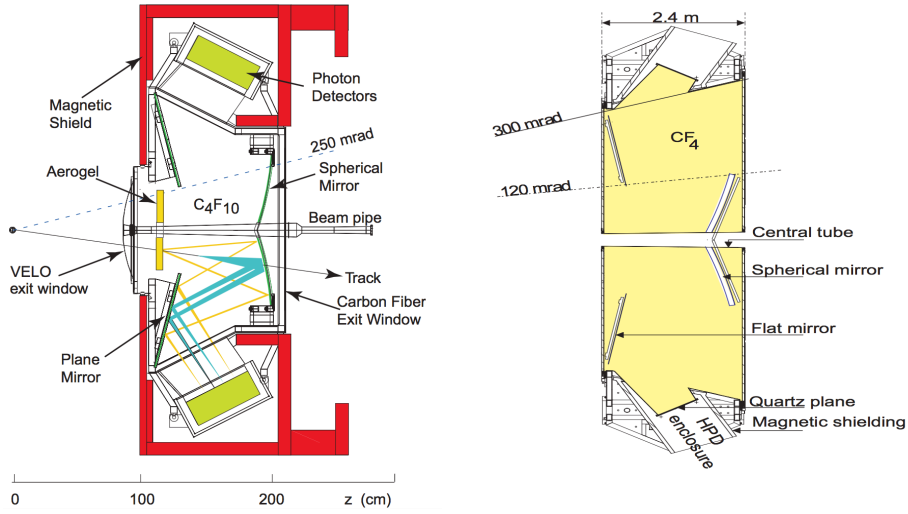 Magnetic
Shield
Aerogel
VELO
exit window
Plane
Mirror
Photon
Detectors
250 mrad
Spherical
Mirror
C4F10
Beam pipe
Track
Carbon Fiber
Exit Window
0
100
200
z (cm)
2.4 m
300 mrad
CF4
120 mrad
Central tube
Spherical mirror
Flat mirror
Quartz plane
Magnetic shielding
HPD
enclosure